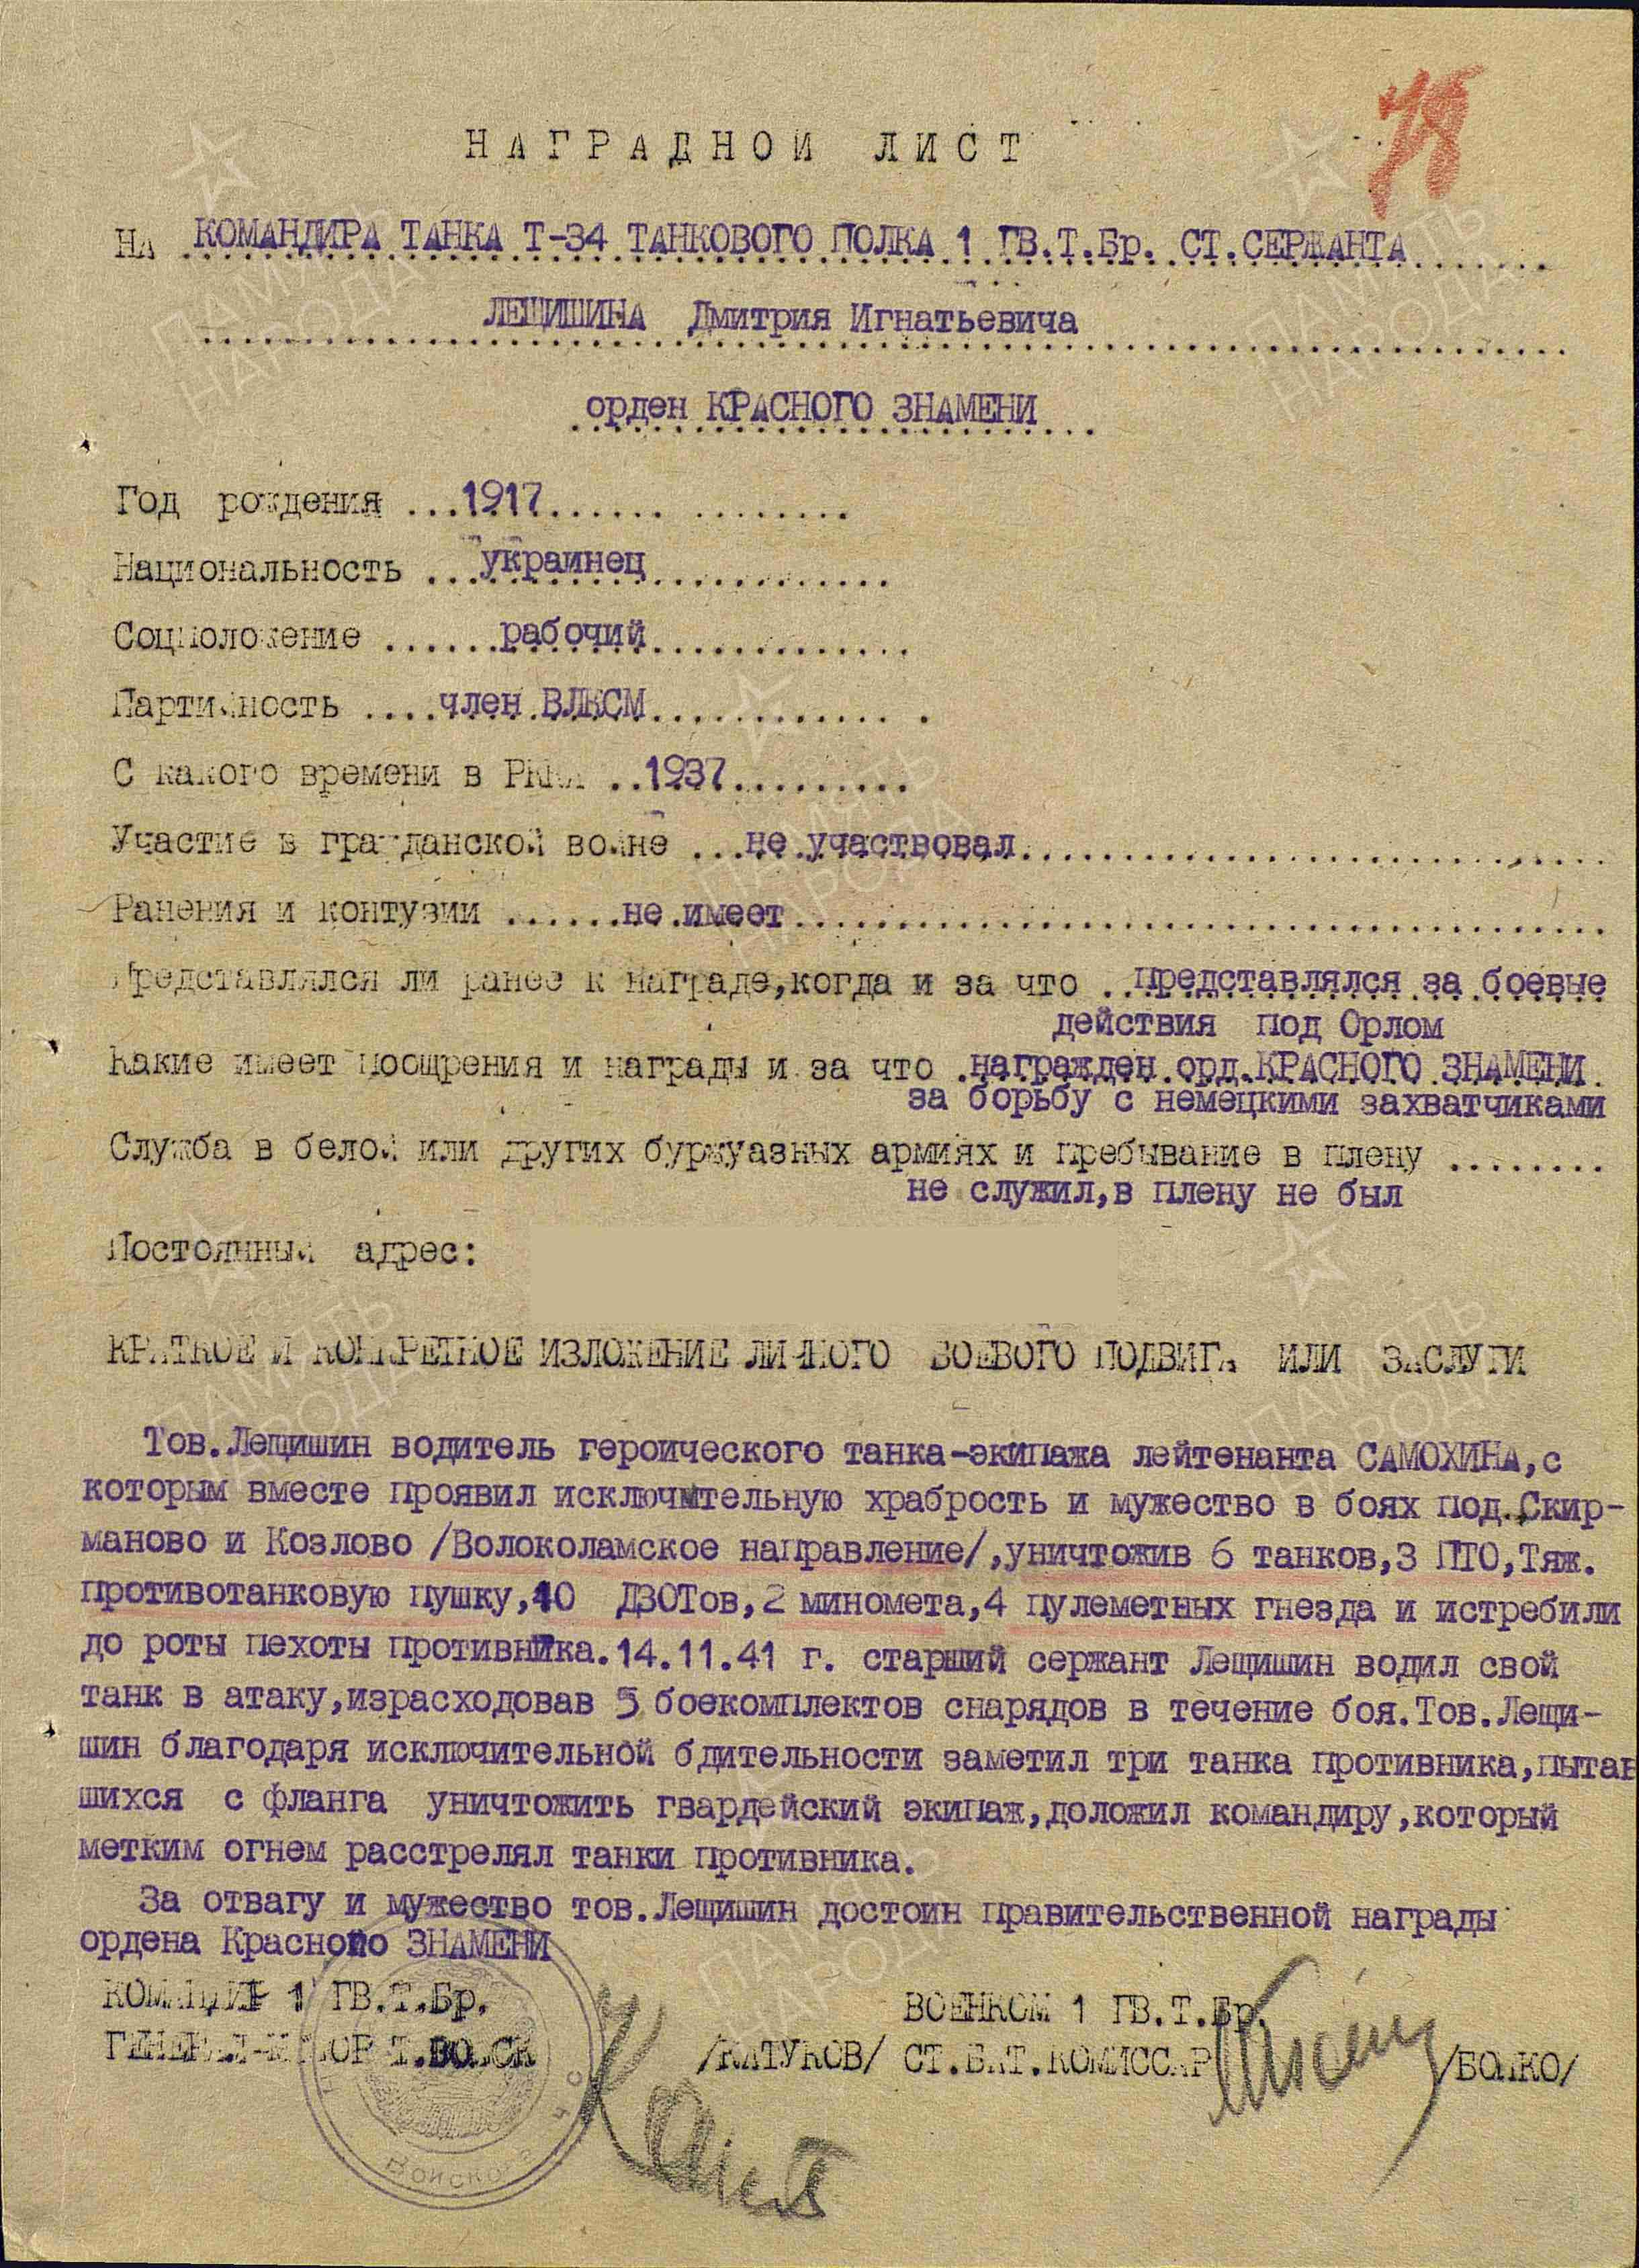 78
НАГРАДНОЙ ЛИСТ
НА КОМАНДИРА ТАНКА Т-34 ТАНКОВОГО ПОЛКА 1 ГВ.Т.Бр. СТ.СЕРЖАНТА
ЛЕЩИШИНА Дмитрия Игнатьевича
орден КРАСНОГО ЗНАМЕНИ
Год рождения ...1917..............
Национальность ...украинец..............
Соцположение ......рабочий..............
Партийность ....член ВЛКСМ..............
С какого времени в РККА ..1937..........
Участие в гражданской войне ...не участвовал..............................
Ранения и контузии ......не имеет..............................
Представлялся ли ранее к награде,когда и за что ..представлялся за боевые
действия под Орлом
Какие имеет поощрения и награды и за что .награжден орд.КРАСНОГО ЗНАМЕНИ.
за борьбу с немецкими захватчиками
Служба в белой или других буржуазных армиях и пребывание в плену ........
не служил,в плену не был
Постоянный адрес:
КРАТКОЕ И КОНКРЕТНОЕ ИЗЛОЖЕНИЕ ЛИЧНОГО БОЕВОГО ПОДВИГА ИЛИ ЗАСЛУГИ
Тов.Лещишин водитель героического танка-экипажа лейтенанта САМОХИНА,с
которым вместе проявил исключительную храбрость и мужество в боях под Скир-
маново и Козлово /Волоколамское направление/,уничтожив 6 танков,3 ПТО,Тяж.
противотанковую пушку,10 ДЗОТов,2 миномета,4 пулеметных гнезда и истребили
до роты пехоты противника.14.11.41 г. старший сержант Лещишин водил свой
танк в атаку,израсходовав 5 боекомплектов снарядов в течение боя.Тов.Лещи-
шин благодаря исключительной бдительности заметил три танка противника,пытав
шихся с фланга уничтожить гвардейский экипаж,доложил командиру,который
метким огнем расстрелял танки противника.
За отвагу и мужество тов.Лещишин достоин правительственной награды
ордена Красного ЗНАМЕНИ
КОМАНДИР 1 ГВ.Т.Бр. ВОЕНКОМ 1 ГВ.Т.Бр.
ГЕНЕРАЛ-МАЙОР Т.ВОЙСК /КАТУКОВ/ СТ.БАТ.КОМИССАР /БОЙКО/
ПАМЯТЬ НАРОДА